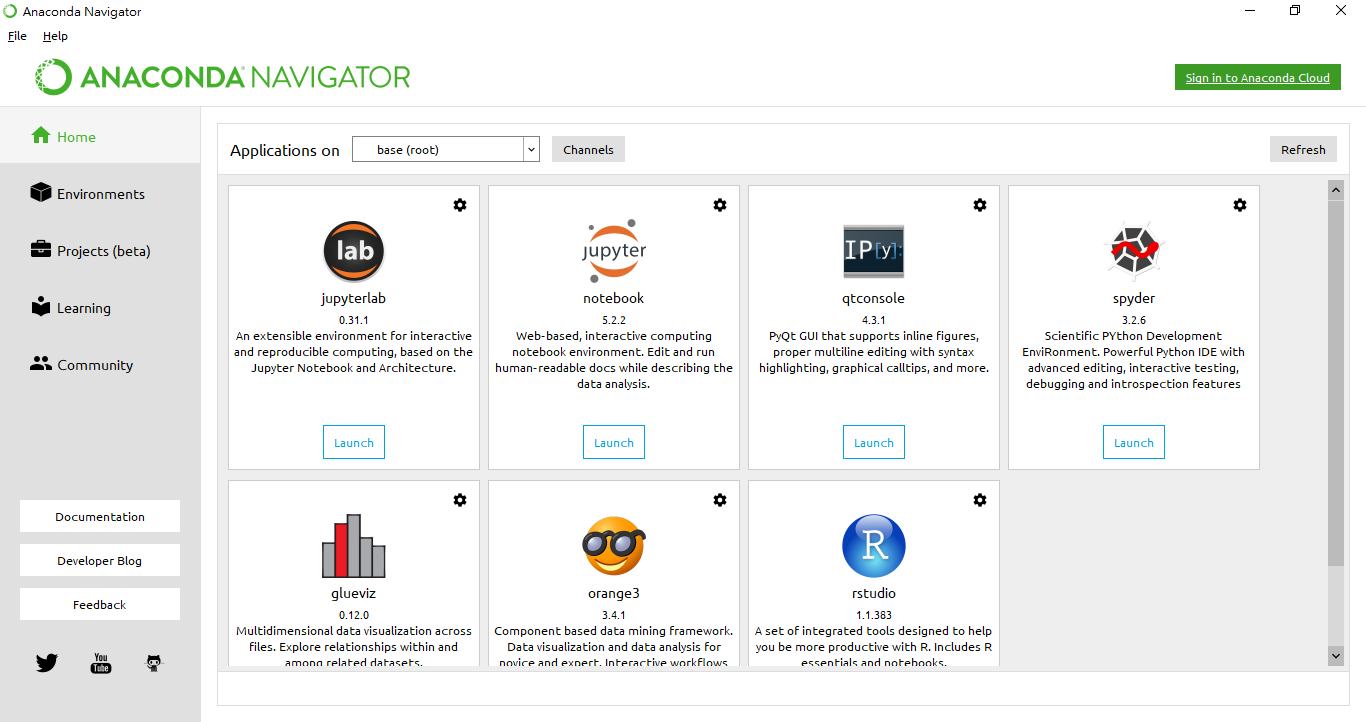 Anaconda Navigator
File Help
ANACONDA NAVIGATOR
Sign in to Anaconda Cloud
Home
Environments
Projects (beta)
Learning
Community
Documentation
Developer Blog
Feedback
You
Tube
Applications on base (root) Channels Refresh
lab
jupyterlab
0.31.1
An extensible environment for interactive
and reproducible computing, based on the
Jupyter Notebook and Architecture.
Launch
jupyter
notebook
5.2.2
Web-based, interactive computing
notebook environment. Edit and run
human-readable docs while describing the
data analysis.
Launch
IP[y]:
qtconsole
4.3.1
PyQt GUI that supports inline figures,
proper multiline editing with syntax
highlighting, graphical calltips, and more.
Launch
spyder
3.2.6
Scientific PYthon Development
EnviRonment. Powerful Python IDE with
advanced editing, interactive testing,
debugging and introspection features
Launch
glueviz
0.12.0
Multidimensional data visualization across
files. Explore relationships within and
among related datasets.
orange3
3.4.1
Component based data mining framework.
Data visualization and data analysis for
novice and expert. Interactive workflows
R
rstudio
1.1.383
A set of integrated tools designed to help
you be more productive with R. Includes R
essentials and notebooks.